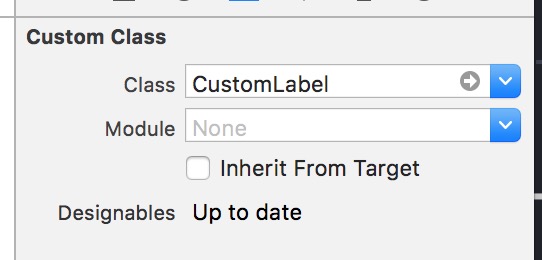 Custom Class
Class CustomLabel
Module None
Inherit From Target
Designables Up to date